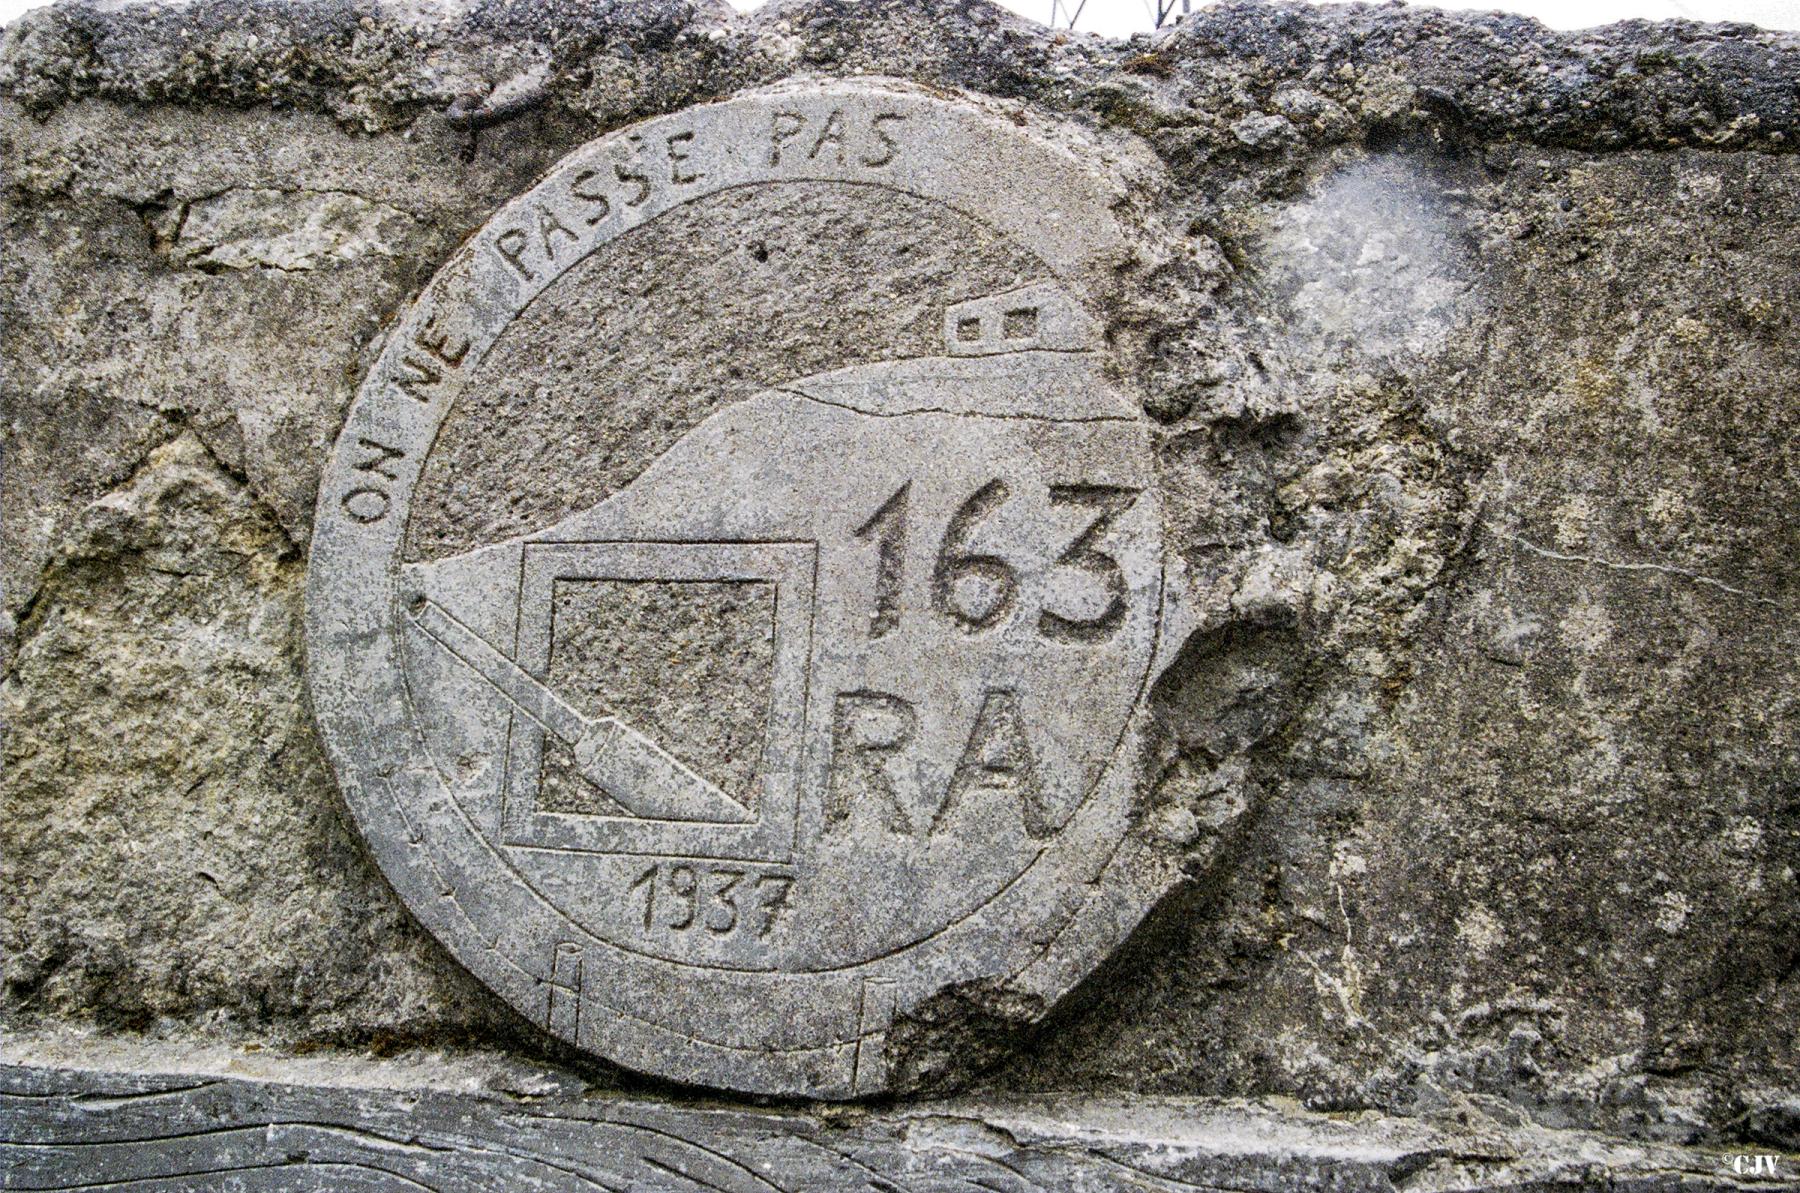 ON NE PASSE PAS
163
RA
1937
©CJV